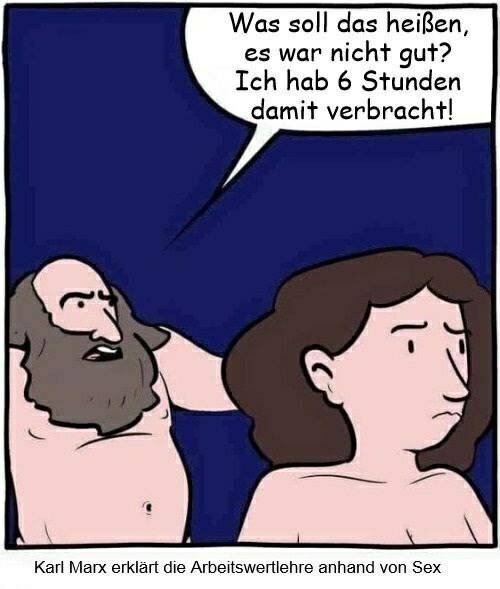 Was soll das heißen,
es war nicht gut?
Ich hab 6 Stunden
damit verbracht!
Karl Marx erklärt die Arbeitswertlehre anhand von Sex